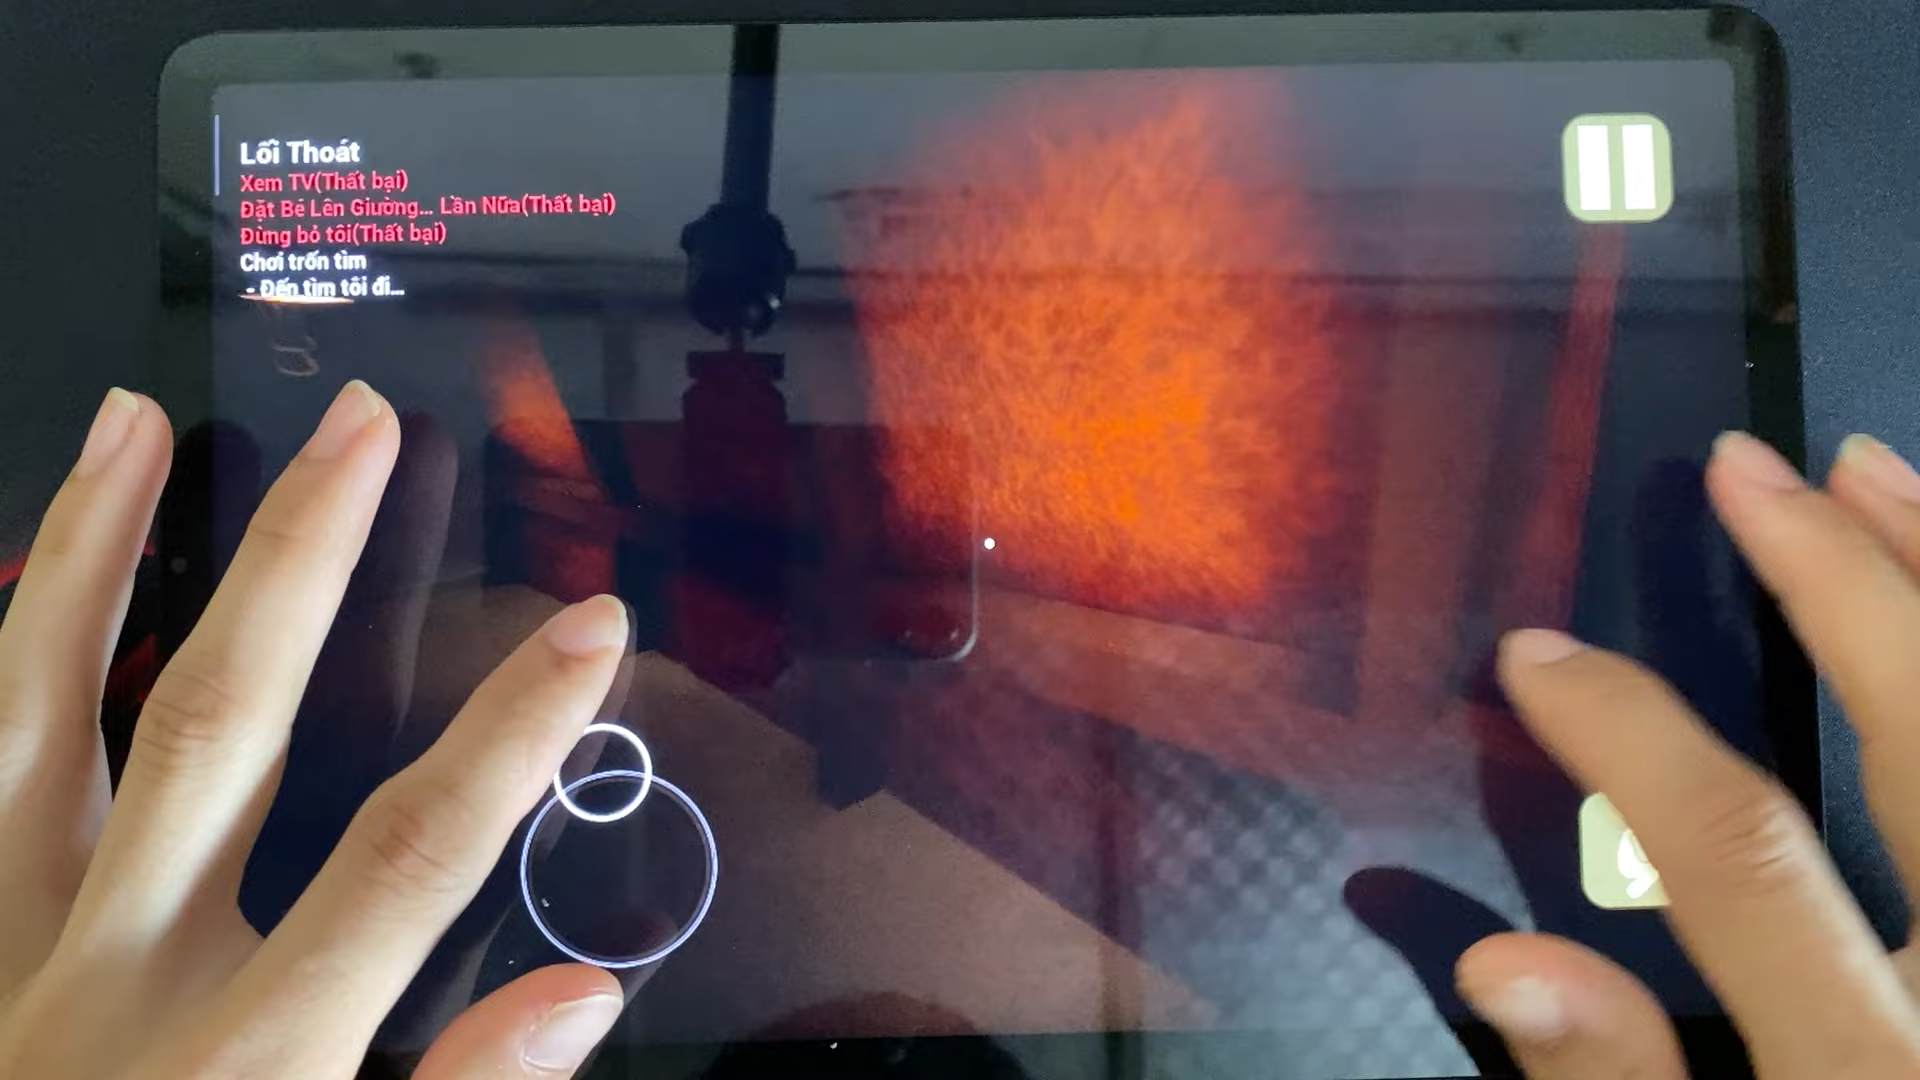 Lối Thoát
Xem TV(Thất bại)
Đặt Bé Lên Giường... Lần Nữa(Thất bại)
Đừng bỏ tôi(Thất bại)
Chơi trốn tìm
- Đến tìm tôi đi...